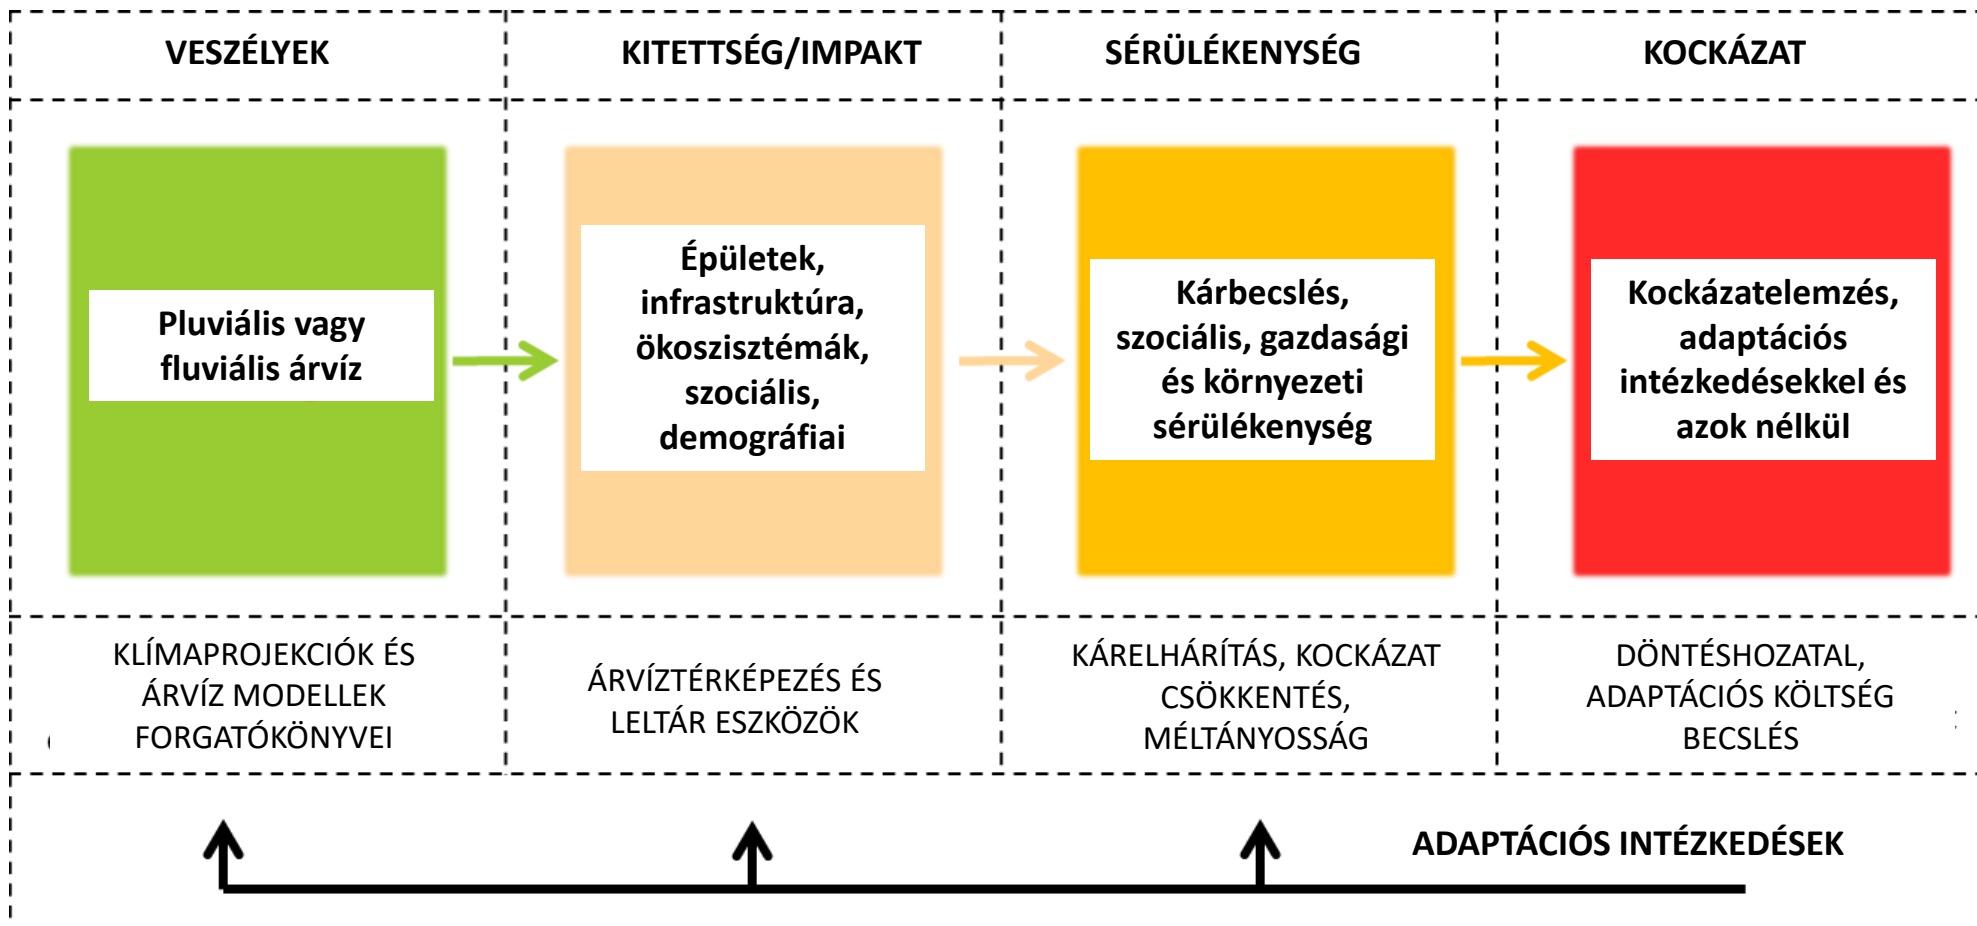 VESZÉLYEK
KITETTSÉG/IMPAKT
SÉRÜLÉKENYSÉG
KOCKÁZAT
Pluviális vagy
fluviális árvíz
Épületek,
infrastruktúra,
ökoszisztémák,
szociális,
demográfiai
Kárbecslés,
szociális, gazdasági
és környezeti
sérülékenység
Kockázatelemzés,
adaptációs
intézkedésekkel és
azok nélkül
KLÍMAPROJEKCIÓK ÉS
ÁRVÍZ MODELLEK
FORGATÓKÖNYVEI
ÁRVÍZTÉRKÉPEZÉS ÉS
LELTÁR ESZKÖZÖK
KÁRELHÁRÍTÁS, KOCKÁZAT
CSÖKKENTÉS,
MÉLTÁNYOSSÁG
DÖNTÉSHOZATAL,
ADAPTÁCIÓS KÖLTSÉG
BECSLÉS
ADAPTÁCIÓS INTÉZKEDÉSEK